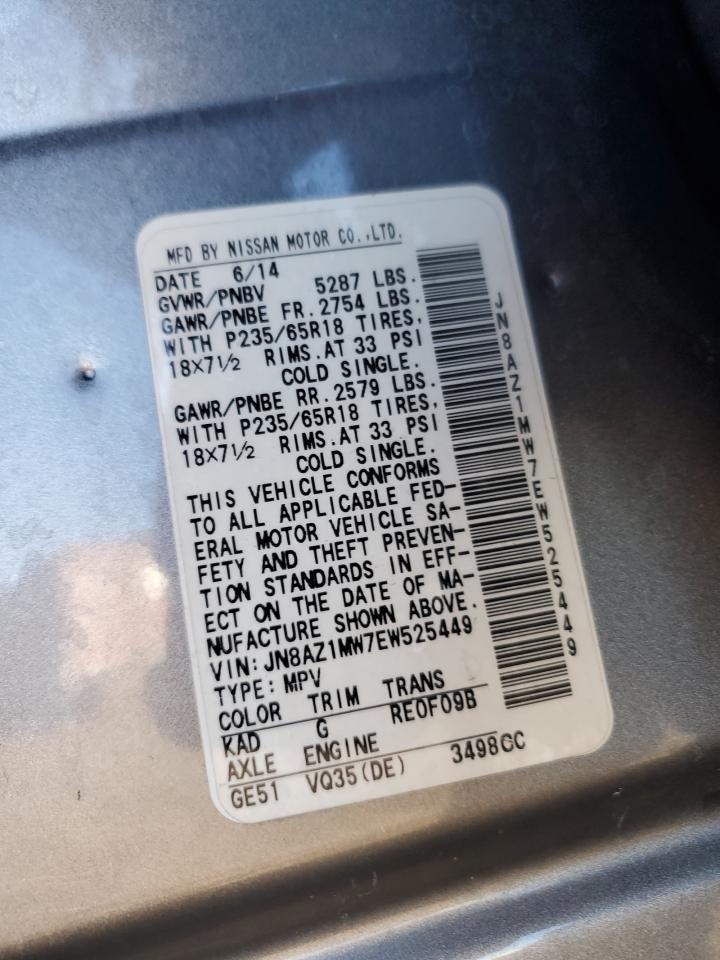 MFD BY NISSAN MOTOR CO.,LTD.
DATE 6/14
GVWR/PNBV 5287 LBS.
GAWR/PNBE FR.2754 LBS.
WITH P235/65R18 TIRES,
18X7½ RIMS.AT 33 PSI
COLD SINGLE.
GAWR/PNBE RR.2579 LBS.
WITH P235/65R18 TIRES,
18X7½ RIMS.AT 33 PSI
COLD SINGLE.
THIS VEHICLE CONFORMS
TO ALL APPLICABLE FED-
ERAL MOTOR VEHICLE SA-
FETY AND THEFT PREVEN-
TION STANDARDS IN EFF-
ECT ON THE DATE OF MA-
NUFACTURE SHOWN ABOVE.
VIN:JN8AZ1MW7EW525449
TYPE:MPV
COLOR TRIM TRANS
KAD G RE0F09B
AXLE ENGINE
GE51 VQ35(DE) 3498CC
JN8AZ1MW7EW525449